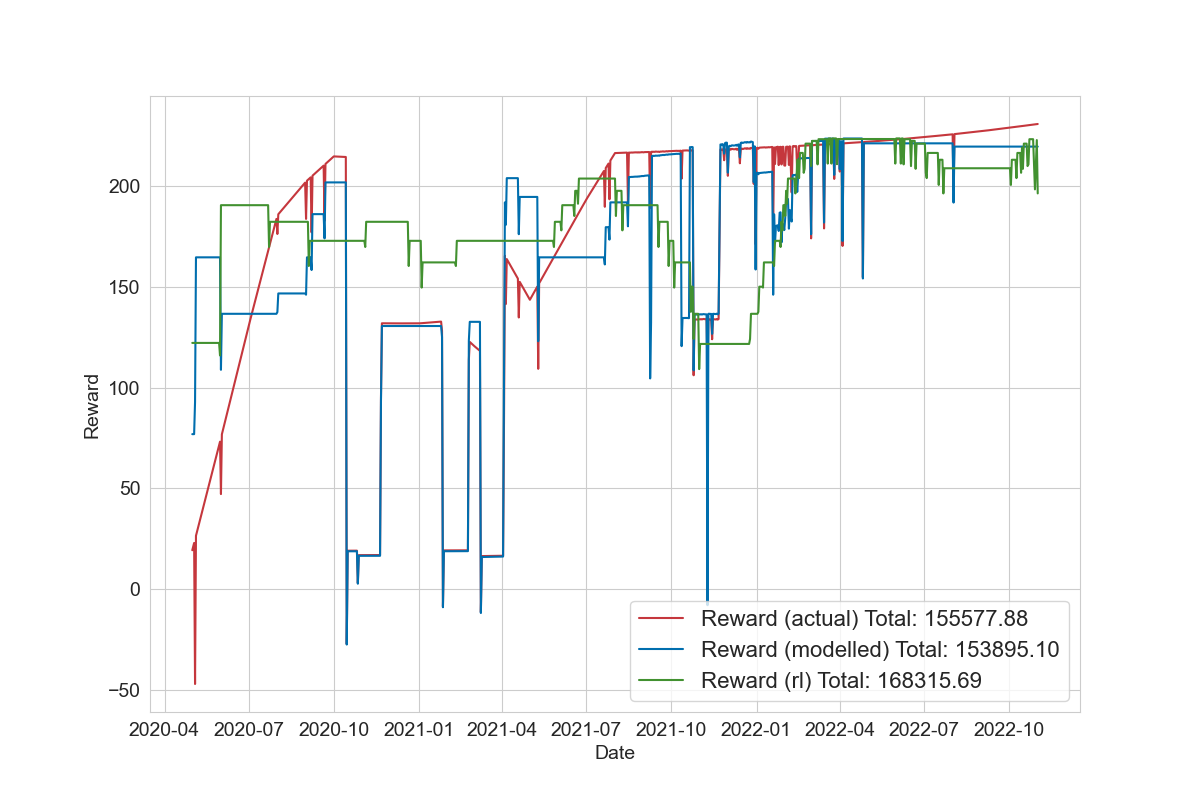 200
150
100
50
0
−50
Reward
2020-04 2020-07 2020-10 2021-01 2021-04 2021-07 2021-10 2022-01 2022-04 2022-07 2022-10
Date
Reward (actual) Total: 155577.88
Reward (modelled) Total: 153895.10
Reward (rl) Total: 168315.69